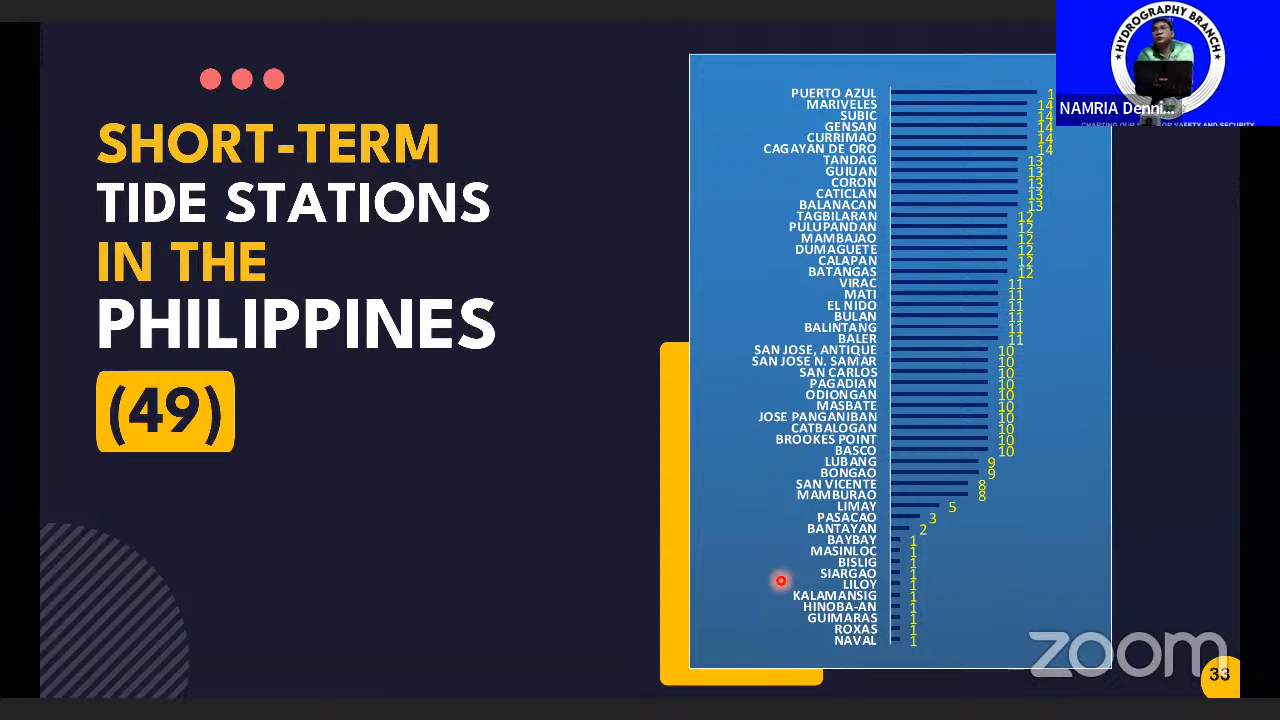 SHORT-TERM
TIDE STATIONS
IN THE
PHILIPPINES
(49)
PUERTO AZUL 1
MARIVELES 14
SUBIC 14
GENSAN 14
CURRIMAO 14
CAGAYAN DE ORO 14
TANDAG 13
GUIUAN 13
CORON 13
CATICLAN 13
BALANACAN 13
TAGBILARAN 12
PULUPANDAN 12
MAMBAJAO 12
DUMAGUETE 12
CALAPAN 12
BATANGAS 12
VIRAC 11
MATI 11
EL NIDO 11
BULAN 11
BALINTANG 11
BALER 11
SAN JOSE, ANTIQUE 10
SAN JOSE N. SAMAR 10
SAN CARLOS 10
PAGADIAN 10
ODIONGAN 10
MASBATE 10
JOSE PANGANIBAN 10
CATBALOGAN 10
BROOKES POINT 10
BASCO 10
LUBANG 9
BONGAO 9
SAN VICENTE 8
MAMBURAO 8
LIMAY 5
PASACAO 3
BANTAYAN 2
BAYBAY 1
MASINLOC 1
BISLIG 1
SIARGAO 1
LILOY 1
KALAMANSIG 1
HINOBA-AN 1
GUIMARAS 1
ROXAS 1
NAVAL 1
HYDROGRAPHY BRANCH
NAMRIA Denni...
SAFETY AND SECURITY
zoom
33